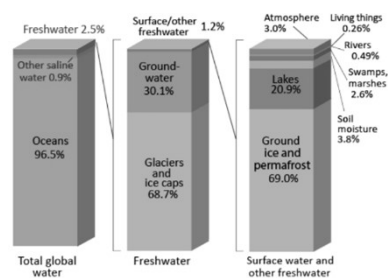 Freshwater 2.5%
Other saline
water 0.9%
Oceans
96.5%
Total global
water
Surface/other
freshwater
1.2%
Ground-
water
30.1%
Glaciers
and
ice caps
68.7%
Freshwater
Atmosphere
3.0%
Living things
0.26%
Rivers
0.49%
Swamps,
marshes
2.6%
Soil
moisture
3.8%
Lakes
20.9%
Ground
ice and
permafrost
69.0%
Surface water and
other freshwater